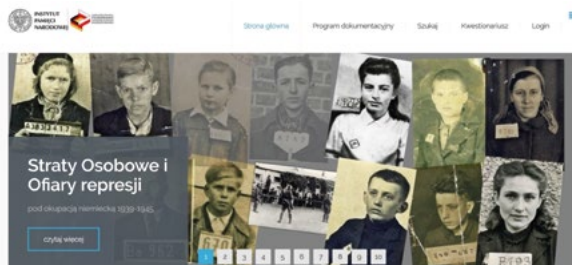 INSTYTUT
PAMIĘCI
NARODOWEJ
Strona główna
Program dokumentacyjny
Szukaj
Kwestionariusz
Login
Straty Osobowe i
Ofiary represji
pod okupacją niemiecką 1939-1945
czytaj więcej
670
1 2 3 4 5 6 7 8 9 10